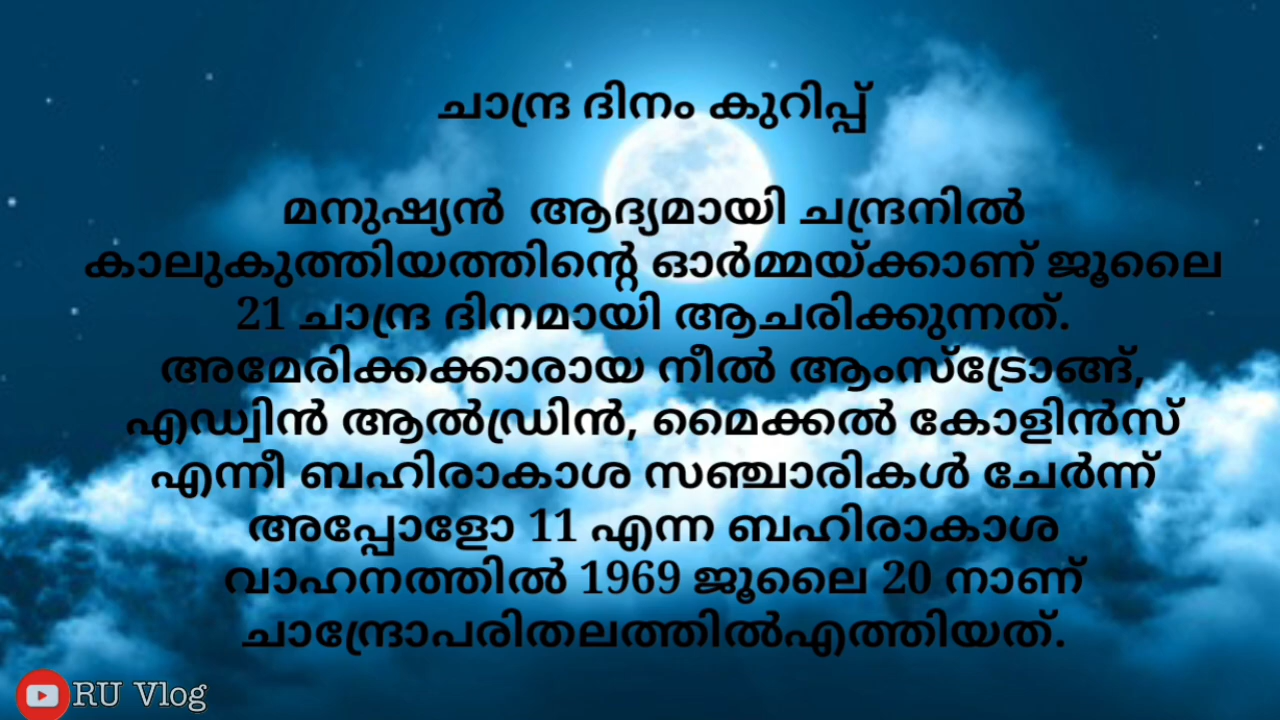 ചാന്ദ്ര ദിനം കുറിപ്പ്
മനുഷ്യൻ ആദ്യമായി ചന്ദ്രനിൽ
കാലുകുത്തിയത്തിന്റെ ഓർമ്മയ്ക്കാണ് ജൂലൈ
21 ചാന്ദ്ര ദിനമായി ആചരിക്കുന്നത്.
അമേരിക്കക്കാരായ നീൽ ആംസ്ട്രോങ്ങ്,
എഡ്വിൻ ആൽഡ്രിൻ, മൈക്കൽ കോളിൻസ്
എന്നീ ബഹിരാകാശ സഞ്ചാരികൾ ചേർന്ന്
അപ്പോളോ 11 എന്ന ബഹിരാകാശ
വാഹനത്തിൽ 1969 ജൂലൈ 20 നാണ്
ചാന്ദ്രോപരിതലത്തിൽഎത്തിയത്.
RU Vlog